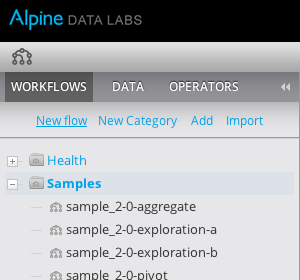 Alpine DATA LABS
WORKFLOWS DATA OPERATORS
New flow New Category Add Import
Health
Samples
sample_2-0-aggregate
sample_2-0-exploration-a
sample_2-0-exploration-b
sample_2-0-pivot